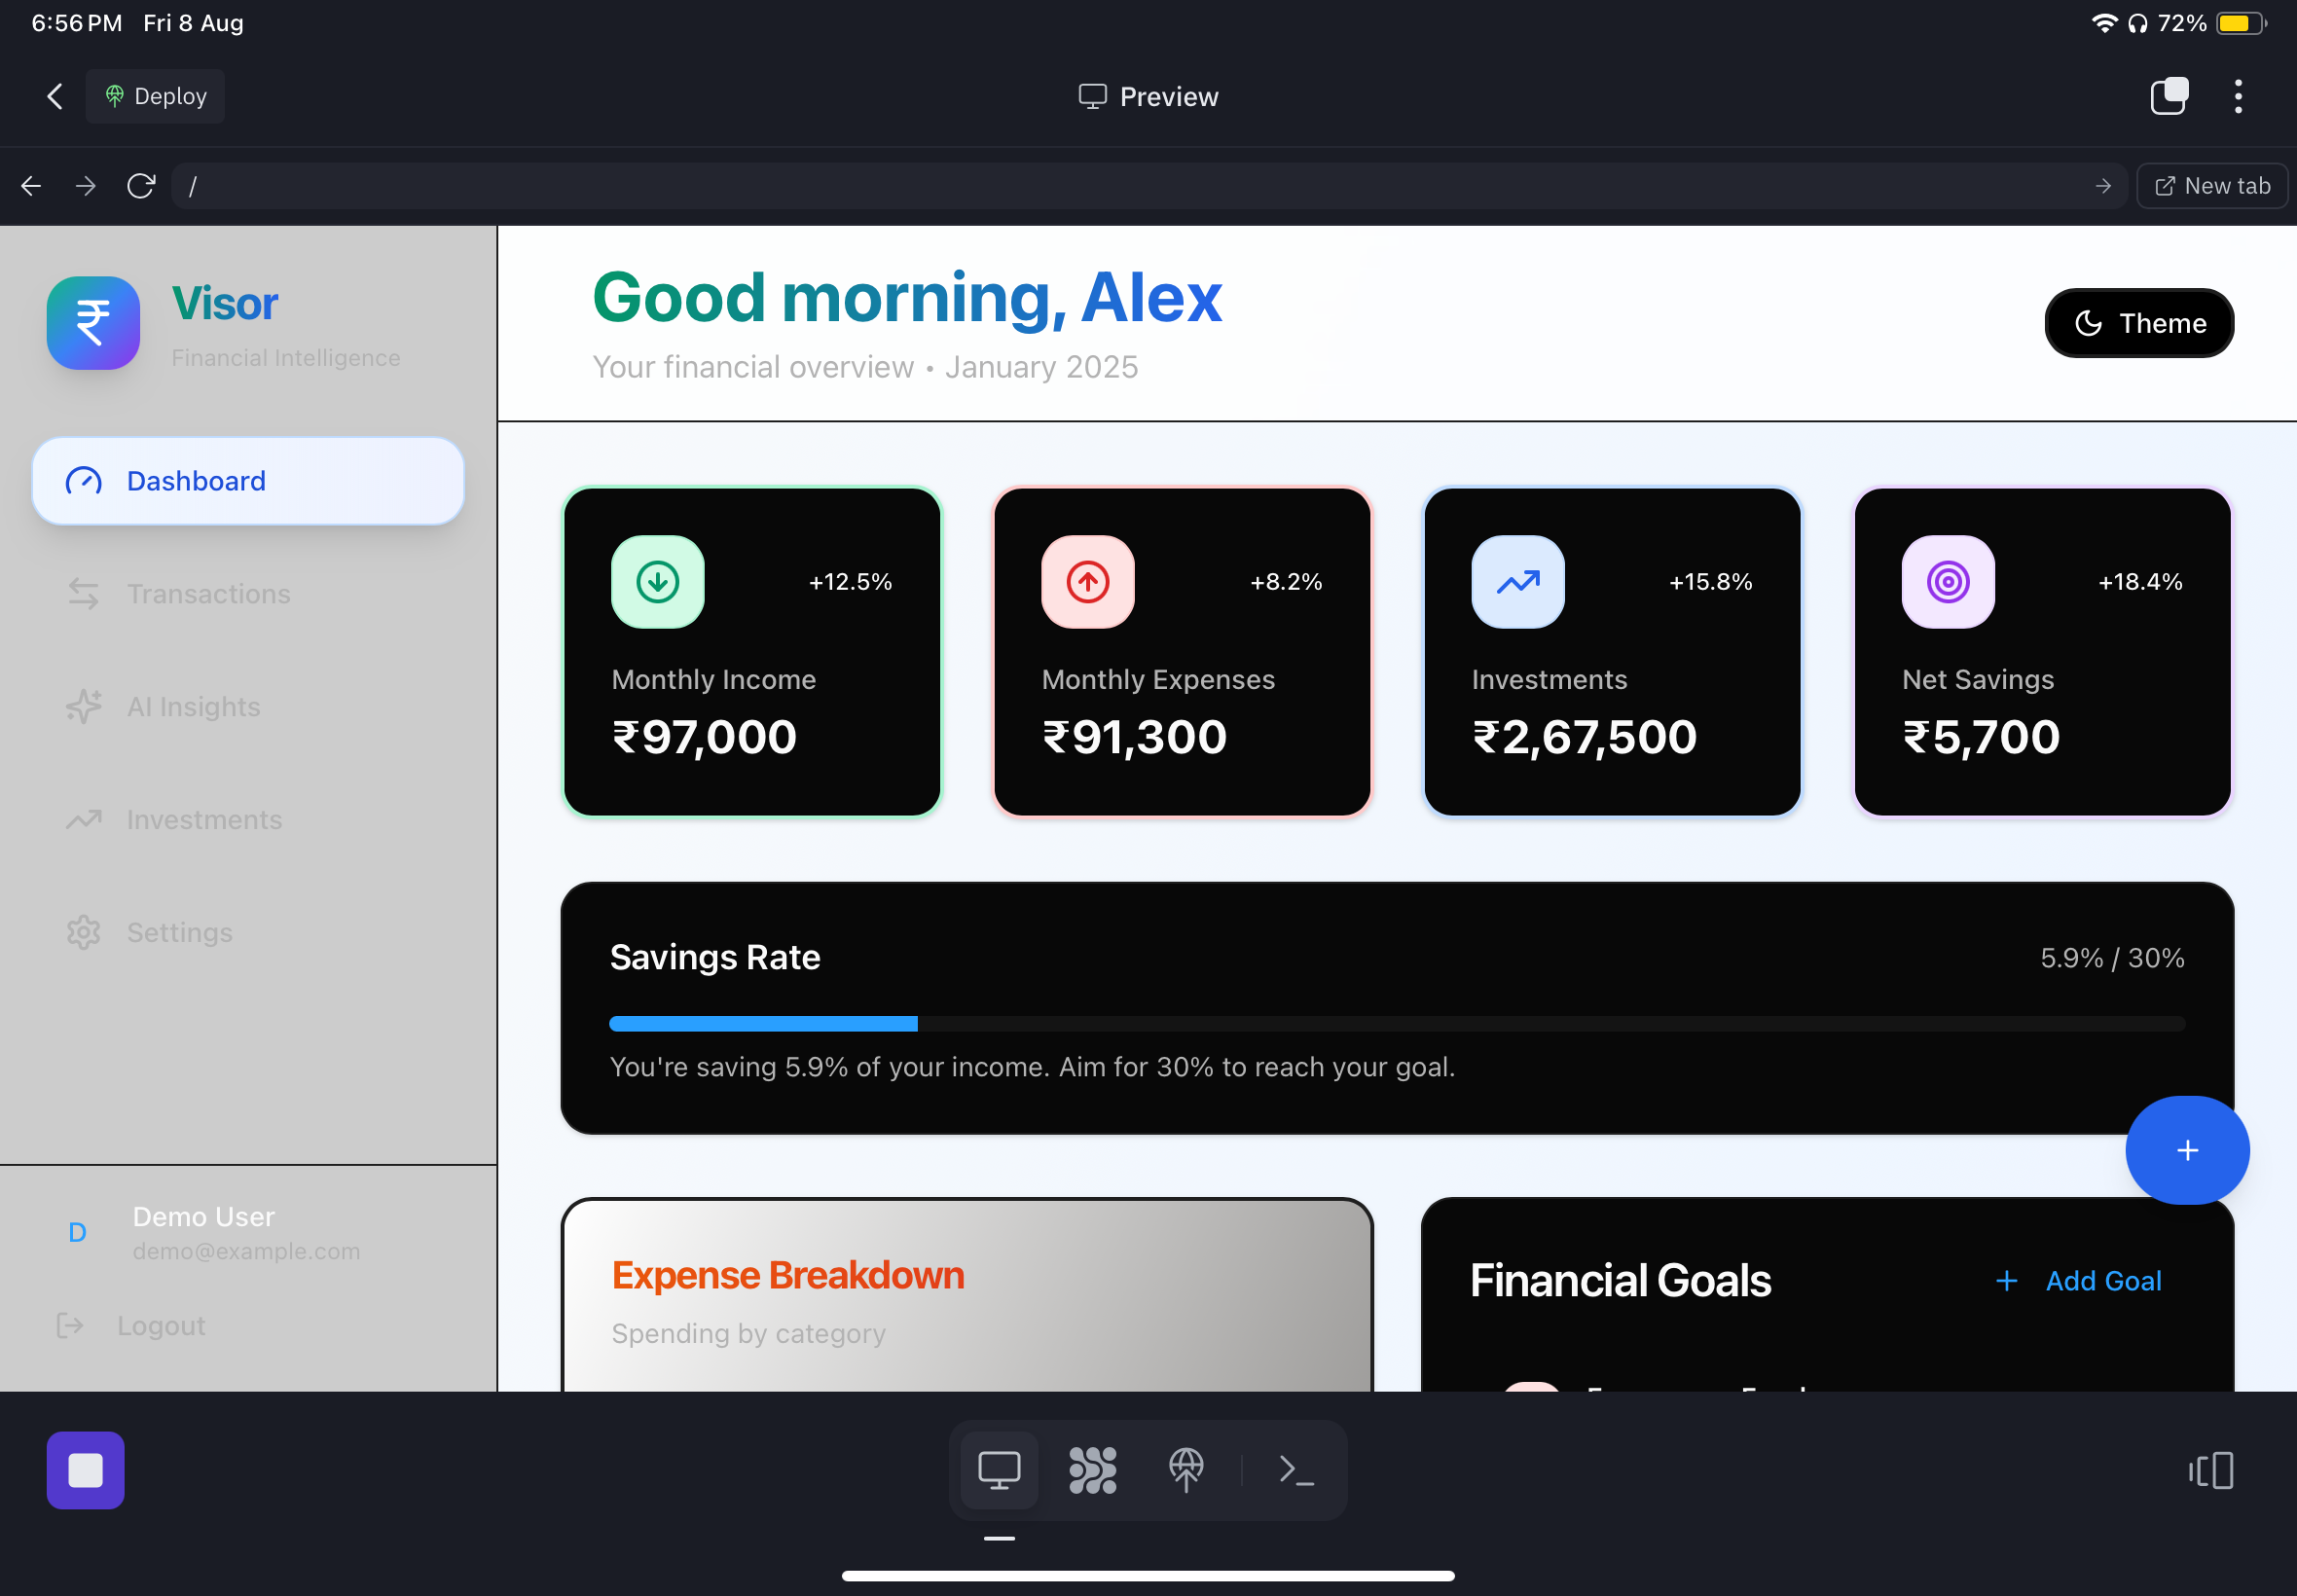 6:56 PM Fri 8 Aug
72%
Deploy
Preview
/
New tab
Visor
Financial Intelligence
Dashboard
Transactions
AI Insights
Investments
Settings
Demo User
D
demo@example.com
Logout
Good morning, Alex
Your financial overview • January 2025
Theme
+12.5%
Monthly Income
₹97,000
+8.2%
Monthly Expenses
₹91,300
+15.8%
Investments
₹2,67,500
+18.4%
Net Savings
₹5,700
Savings Rate
5.9% / 30%
You're saving 5.9% of your income. Aim for 30% to reach your goal.
Expense Breakdown
Spending by category
Financial Goals
+ Add Goal